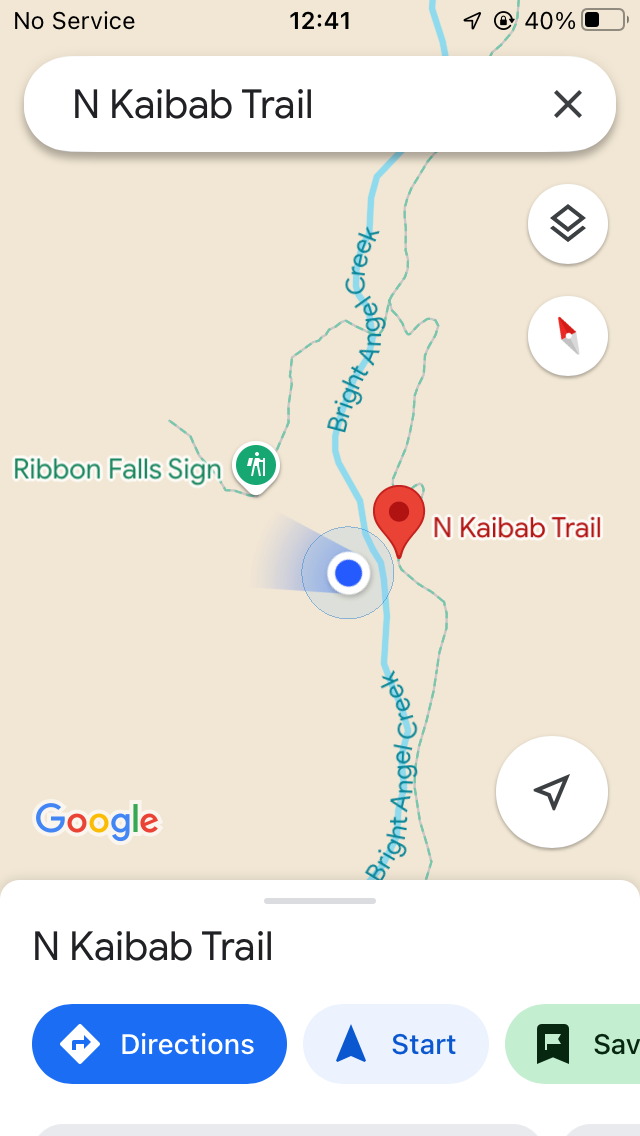 No Service 12:41 40%
N Kaibab Trail
Bright Angel Creek
Ribbon Falls Sign
N Kaibab Trail
Bright Angel Creek
Google
N Kaibab Trail
Directions Start Sav